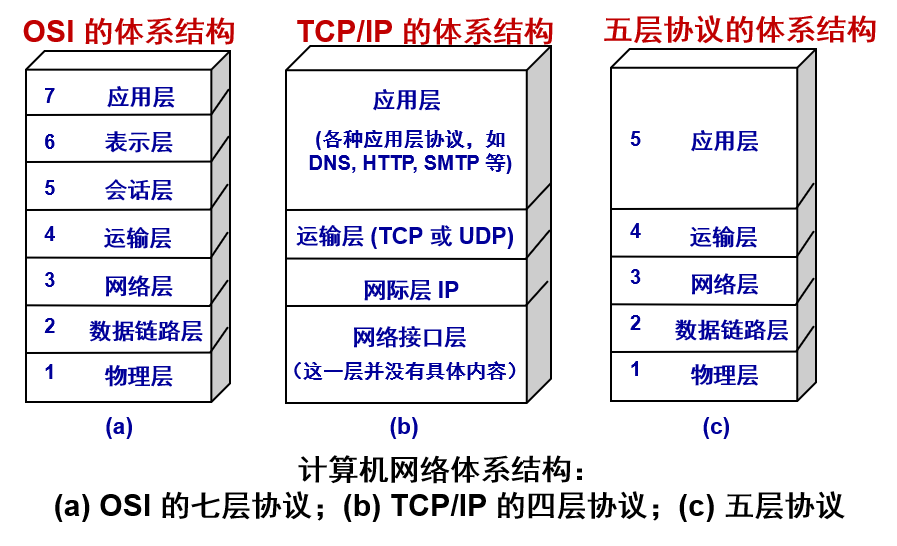 OSI 的体系结构
7 应用层
6 表示层
5 会话层
4 运输层
3 网络层
2 数据链路层
1 物理层
(a)
TCP/IP 的体系结构
应用层
(各种应用层协议，如
DNS, HTTP, SMTP 等)
运输层 (TCP 或 UDP)
网际层 IP
网络接口层
（这一层并没有具体内容）
(b)
五层协议的体系结构
5 应用层
4 运输层
3 网络层
2 数据链路层
1 物理层
(c)
计算机网络体系结构：
(a) OSI 的七层协议；(b) TCP/IP 的四层协议；(c) 五层协议